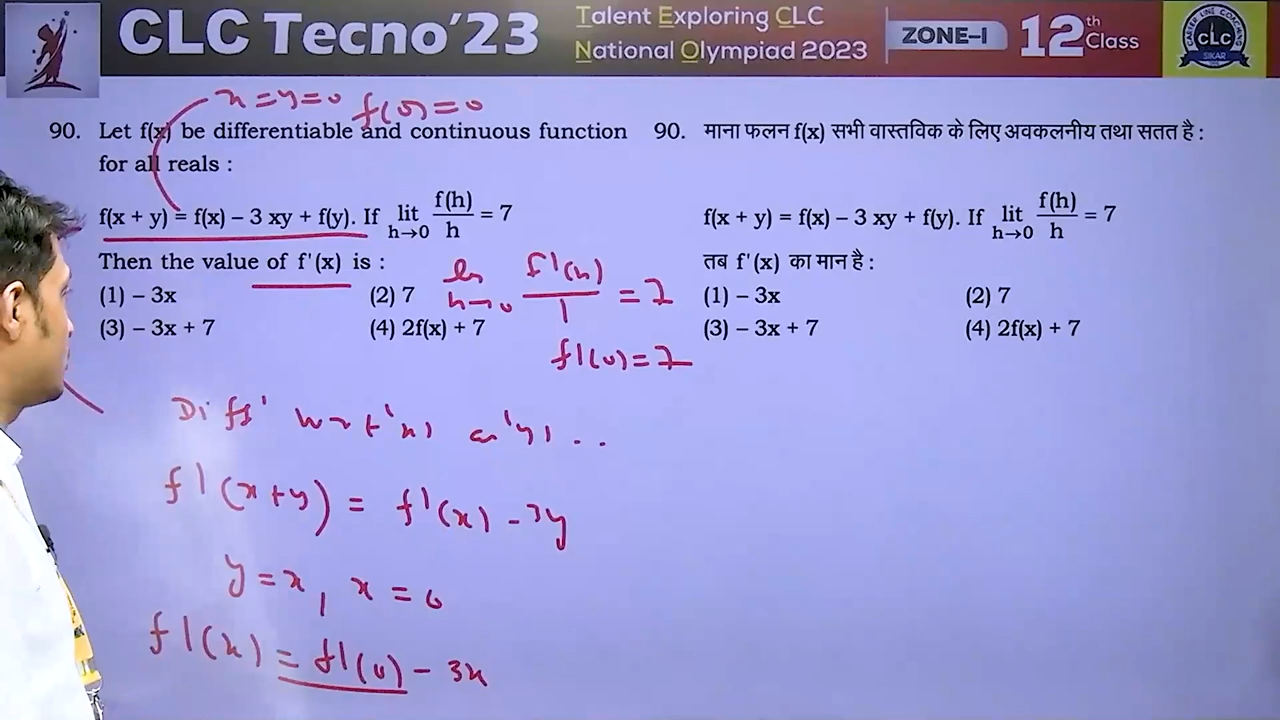 CLC Tecno'23
Talent Exploring CLC
National Olympiad 2023
ZONE-I
12th Class
CLC
SIKAR
x = y = 0 f(0) = 0
90. Let f(x) be differentiable and continuous function
for all reals :
f(x + y) = f(x) – 3 xy + f(y). If lit h→0 f(h)/h = 7
Then the value of f'(x) is :
(1) – 3x (2) 7
(3) – 3x + 7 (4) 2f(x) + 7
90. माना फलन f(x) सभी वास्तविक के लिए अवकलनीय तथा सतत है :
f(x + y) = f(x) – 3 xy + f(y). If lit h→0 f(h)/h = 7
तब f'(x) का मान है :
(1) – 3x (2) 7
(3) – 3x + 7 (4) 2f(x) + 7
lim h→0 f'(h)/1 = 7
f'(0) = 7
Diff' w r t 'x'
f'(x+y) = f'(x) - 3y
y = x, x = 0
f'(x) = f'(0) - 3x